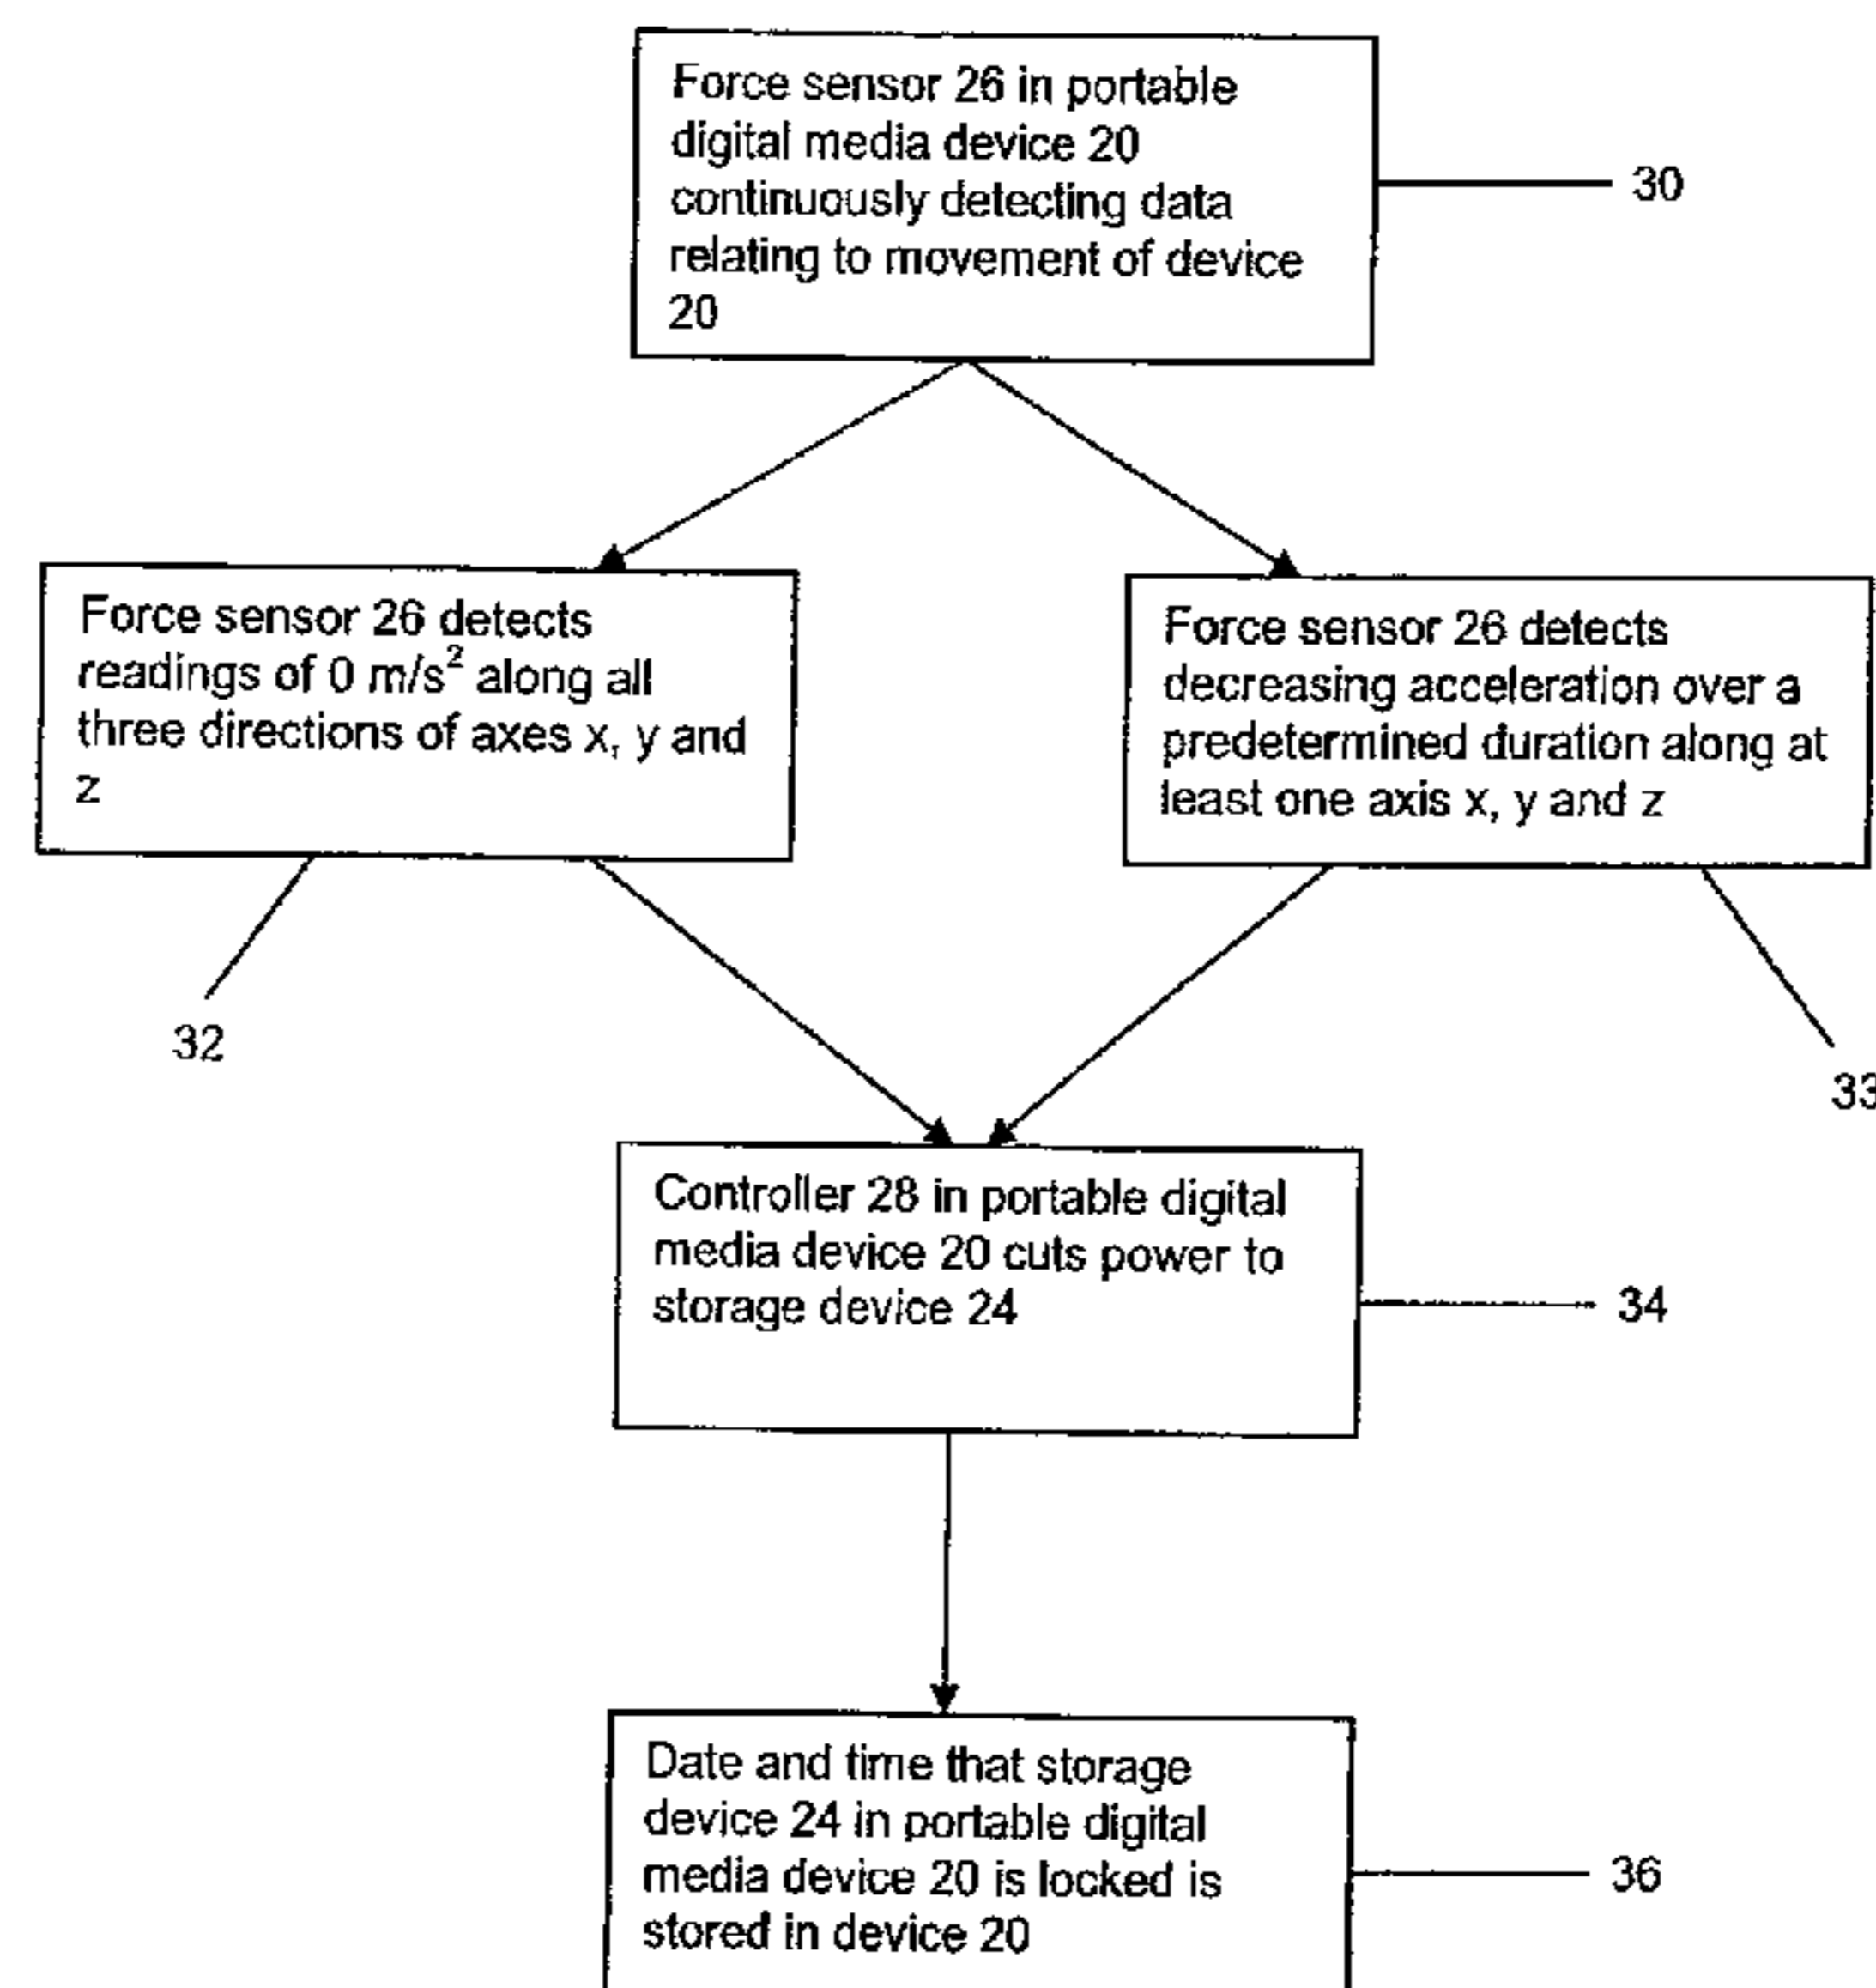 Force sensor 26 in portable
digital media device 20
continuously detecting data
relating to movement of device
20
30
Force sensor 26 detects
readings of 0 m/s² along all
three directions of axes x, y and
z
Force sensor 26 detects
decreasing acceleration over a
predetermined duration along at
least one axis x, y and z
32
33
Controller 28 in portable digital
media device 20 cuts power to
storage device 24
34
Date and time that storage
device 24 in portable digital
media device 20 is locked is
stored in device 20
36